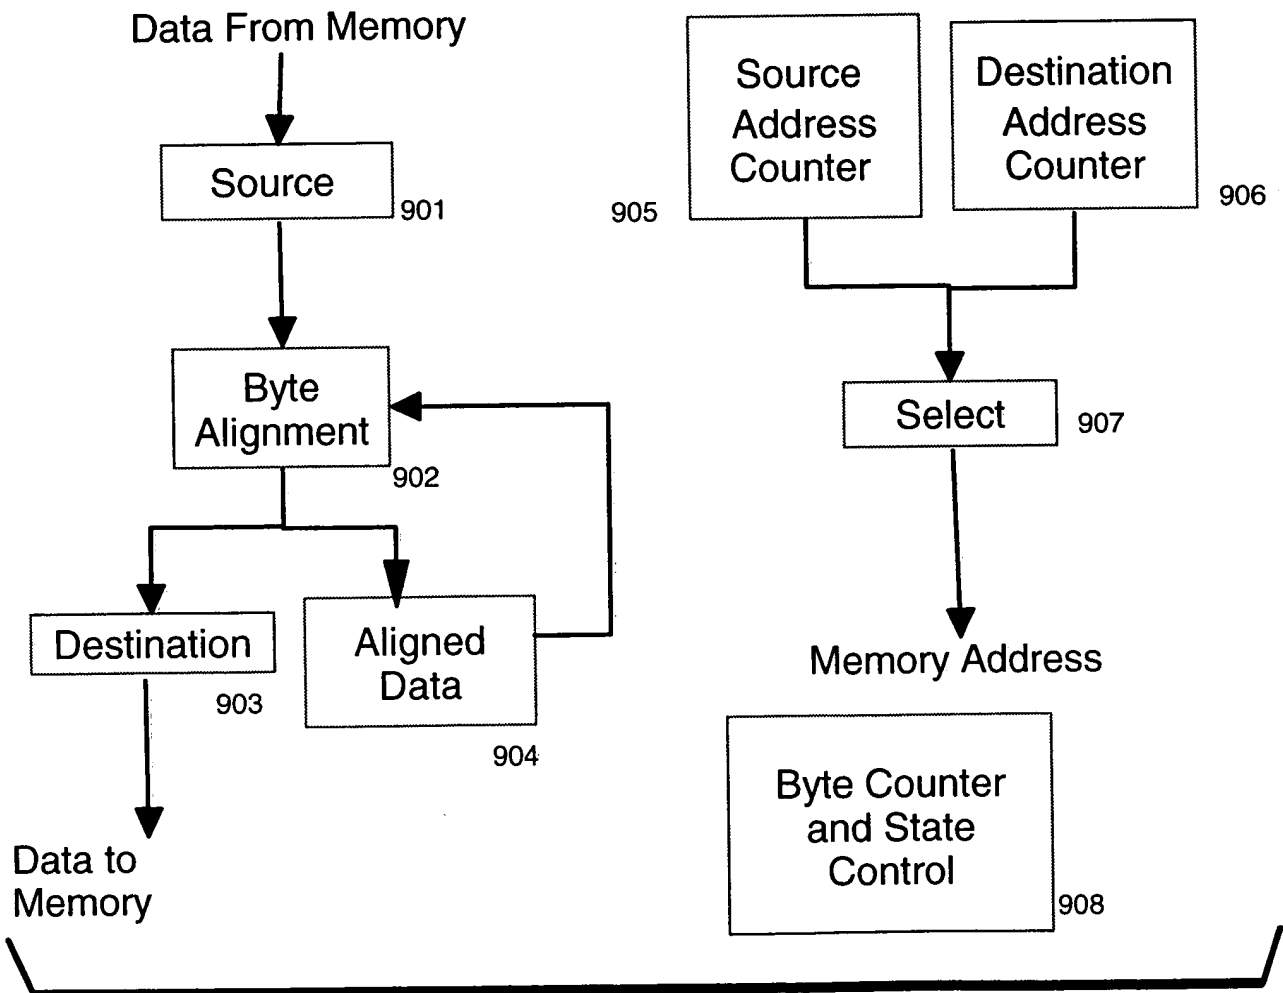 Data From Memory
Source
901
Byte
Alignment
902
Destination
903
Aligned
Data
904
Data to
Memory
Source
Address
Counter
905
Destination
Address
Counter
906
Select
907
Memory Address
Byte Counter
and State
Control
908